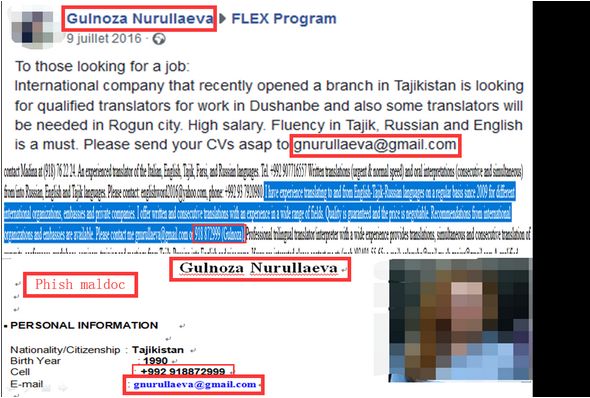 Gulnoza Nurullaeva ▸ FLEX Program
9 juillet 2016 ·
To those looking for a job:
International company that recently opened a branch in Tajikistan is looking
for qualified translators for work in Dushanbe and also some translators will
be needed in Rogun city. High salary. Fluency in Tajik, Russian and English
is a must. Please send your CVs asap to gnurullaeva@gmail.com
contact Madina at (918) 76 22 24. An experienced translator of the Italian, English, Tajik, Farsi, and Russian languages. Tel: +992 907716557 Written translations (urgent & normal speed) and oral interpretations (consecutive and simultaneous)
from/into Russian, English and Tajik languages. Please contact: englishword2016@yahoo.com, phone: +992 93 7920980 I have experience translating to and from English-Tajik-Russian languages on a regular basis since 2009 for different
international organizations, embassies and private companies. I offer written and consecutive translations with an experience in a wide range of fields. Quality is guaranteed and the price is negotiable. Recommendations from international
organizations and embassies are available. Please contact me gnurullaeva@gmail.com or 918 872999 (Gulnoza) Professional trilingual translator/interpreter with a wide experience provides translations, simultaneous and consecutive translation of
Gulnoza Nurullaeva
Phish maldoc
▪ PERSONAL INFORMATION
Nationality/Citizenship : Tajikistan
Birth Year : 1990
Cell : +992 918872999
E-mail : gnurullaeva@gmail.com